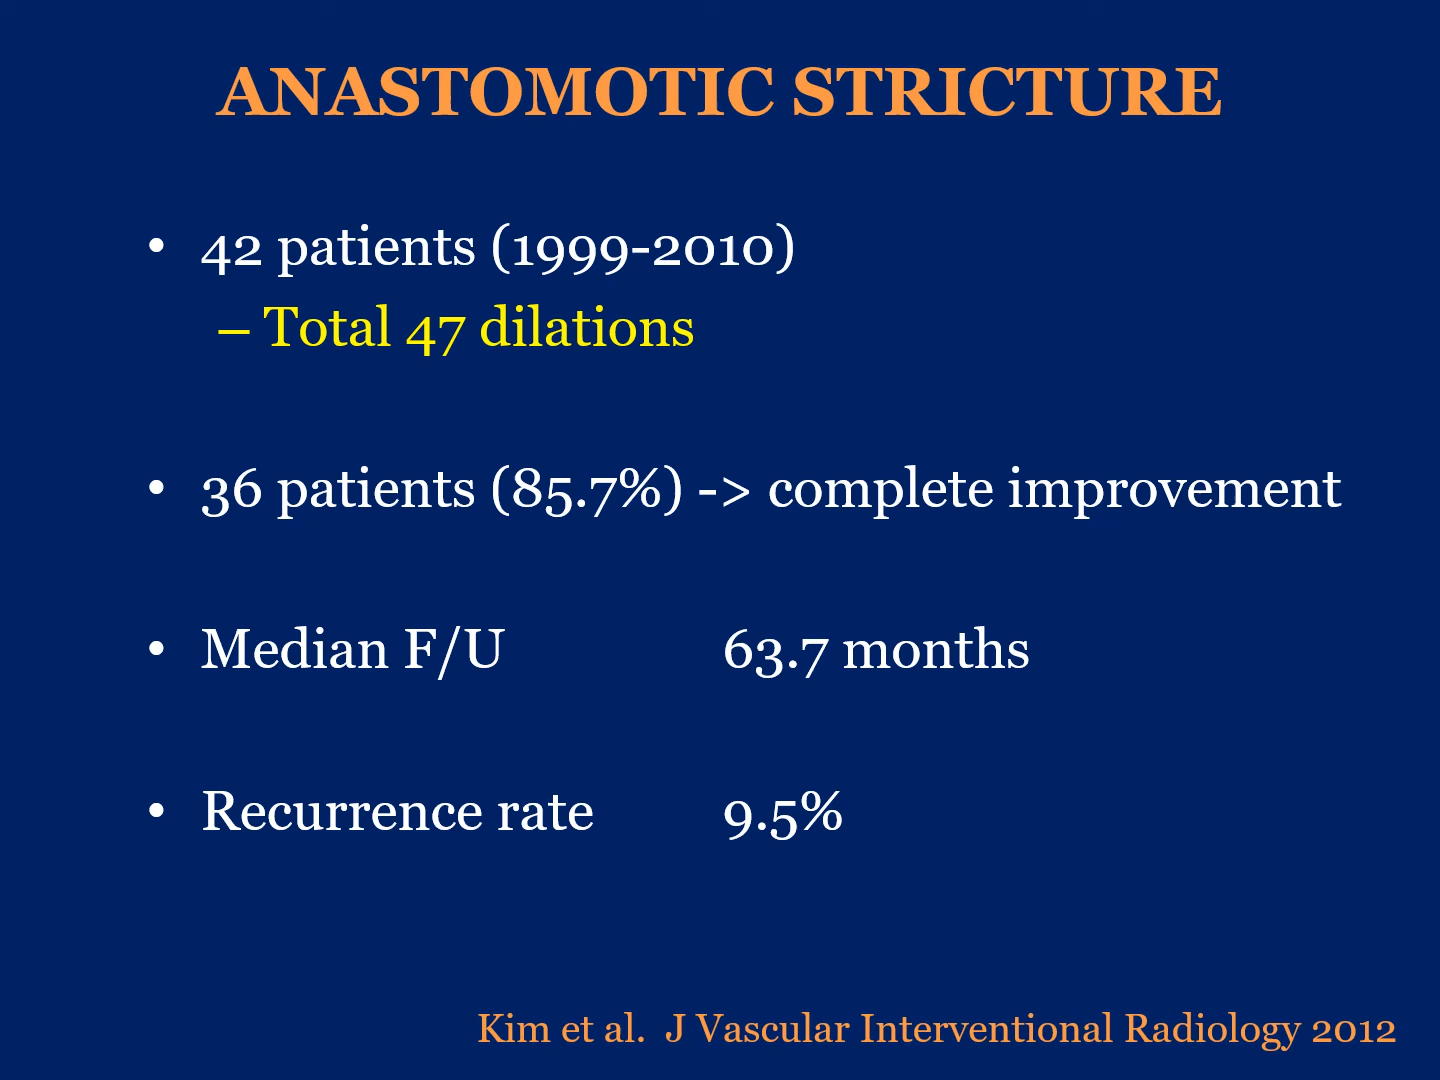 ANASTOMOTIC STRICTURE
• 42 patients (1999-2010)
– Total 47 dilations
• 36 patients (85.7%) -> complete improvement
• Median F/U 63.7 months
• Recurrence rate 9.5%
Kim et al. J Vascular Interventional Radiology 2012